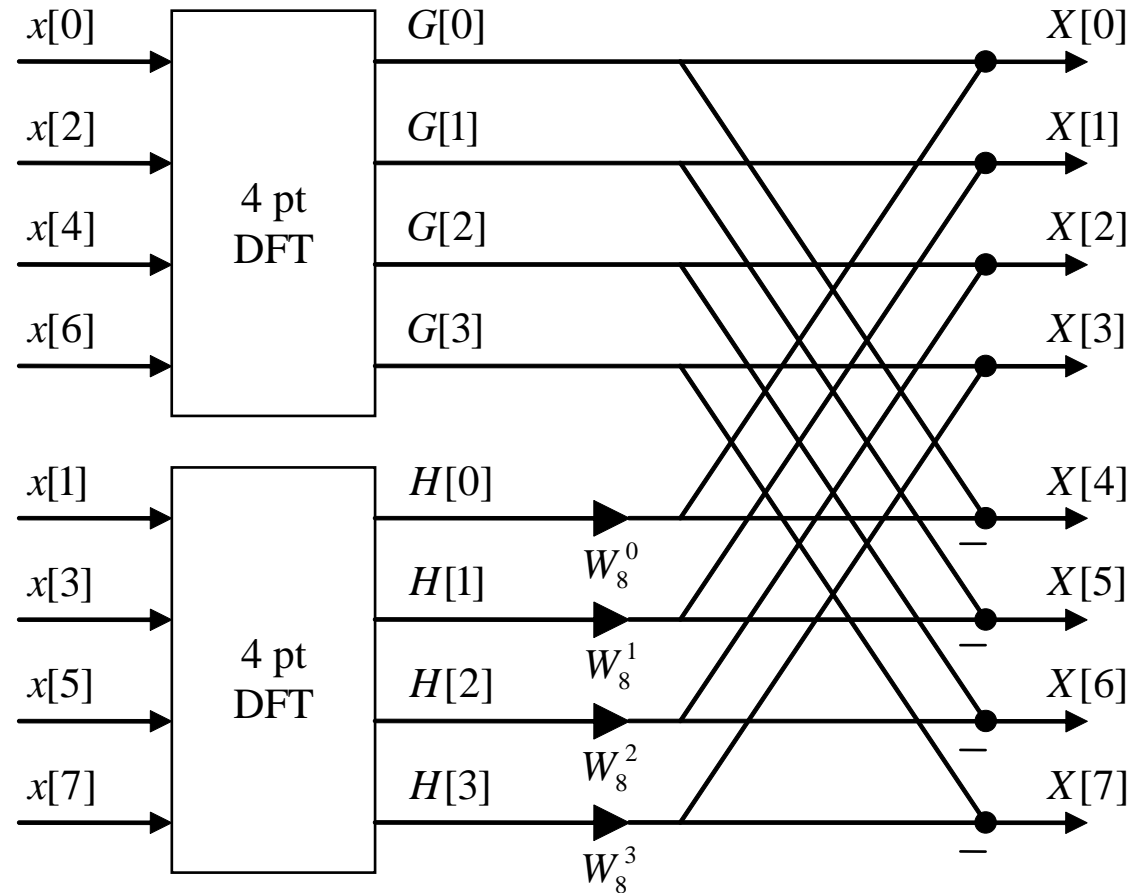 x[0] G[0] X[0]
x[2] G[1] X[1]
4 pt
DFT
x[4] G[2] X[2]
x[6] G[3] X[3]
x[1] H[0] X[4]
W_8^0 −
x[3] H[1] X[5]
4 pt
DFT
W_8^1 −
x[5] H[2] X[6]
W_8^2 −
x[7] H[3] X[7]
W_8^3 −